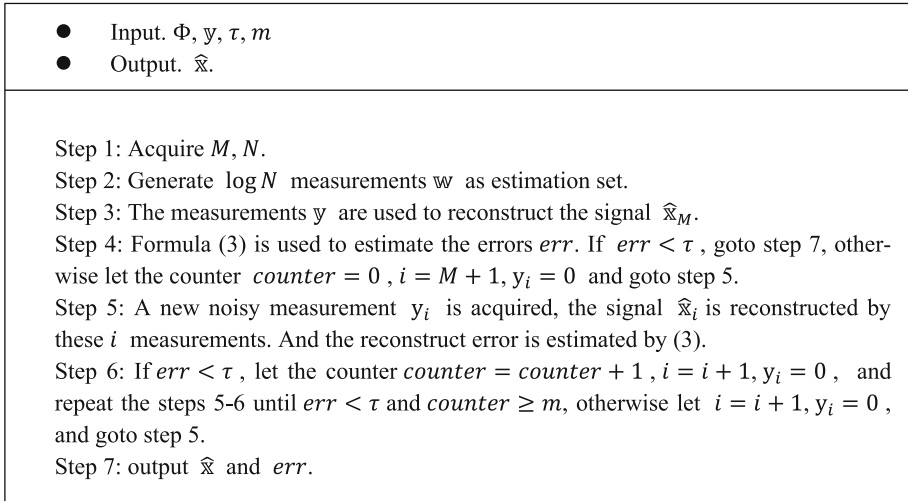 ● Input. Φ, 𝕪, τ, m
● Output. 𝕩̂.
Step 1: Acquire M, N.
Step 2: Generate log N measurements 𝕨 as estimation set.
Step 3: The measurements 𝕪 are used to reconstruct the signal 𝕩̂_M.
Step 4: Formula (3) is used to estimate the errors err. If err < τ , goto step 7, other-
wise let the counter counter = 0 , i = M + 1, y_i = 0 and goto step 5.
Step 5: A new noisy measurement y_i is acquired, the signal 𝕩̂_i is reconstructed by
these i measurements. And the reconstruct error is estimated by (3).
Step 6: If err < τ , let the counter counter = counter + 1 , i = i + 1, y_i = 0 , and
repeat the steps 5-6 until err < τ and counter ≥ m, otherwise let i = i + 1, y_i = 0 ,
and goto step 5.
Step 7: output 𝕩̂ and err.